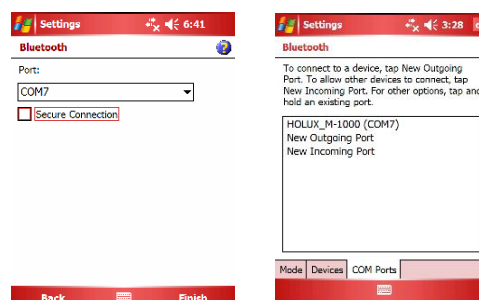 Settings 6:41
Bluetooth
Port:
COM7
Secure Connection
Back Finish
Settings 3:28
Bluetooth
To connect to a device, tap New Outgoing
Port. To allow other devices to connect, tap
New Incoming Port. For other options, tap and
hold an existing port.
HOLUX_M-1000 (COM7)
New Outgoing Port
New Incoming Port
Mode Devices COM Ports